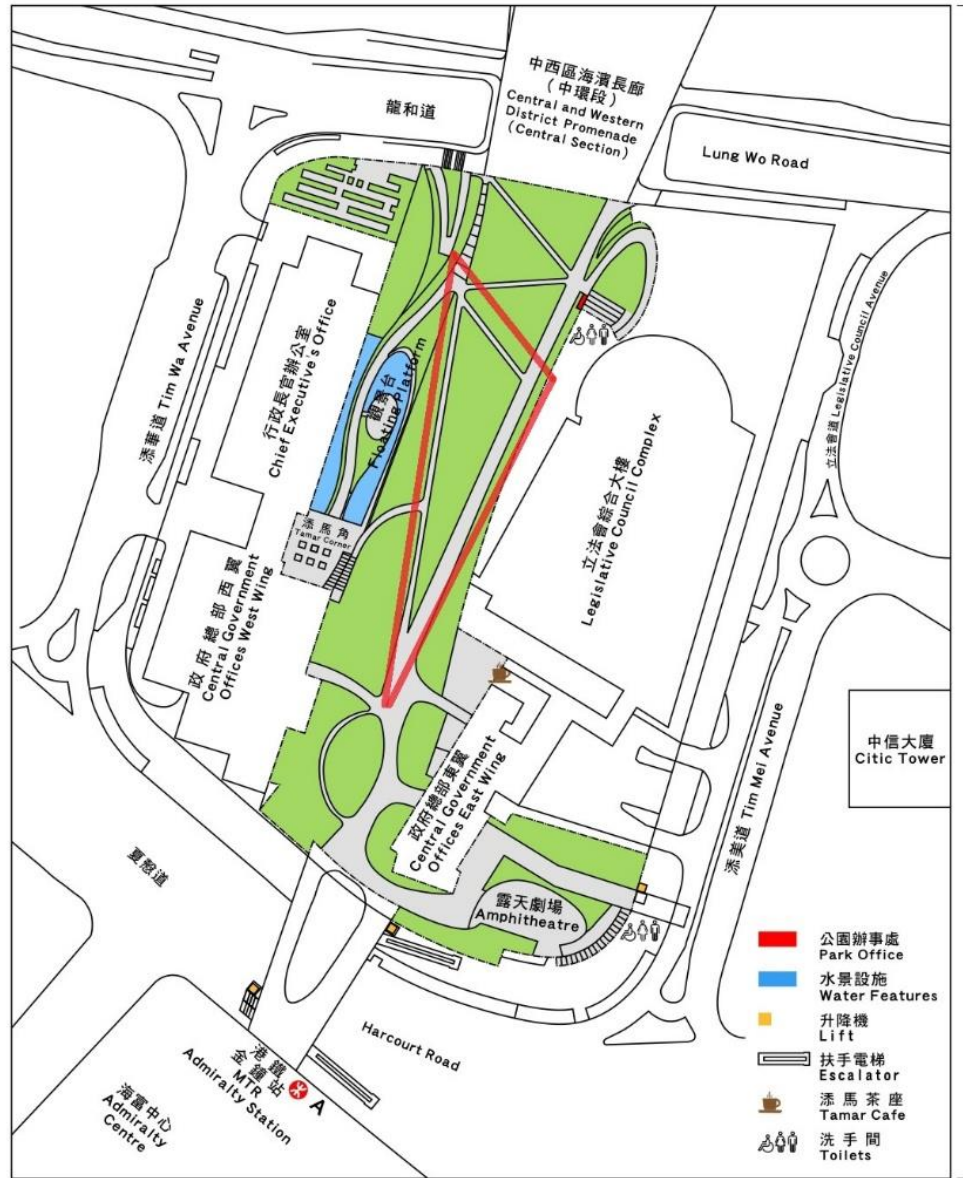 中西區海濱長廊
(中環段)
Central and Western
District Promenade
(Central Section)
龍和道
Lung Wo Road
添華道 Tim Wa Avenue
行政長官辦公室
Chief Executive's Office
觀景台
Floating Platform
立法會道 Legislative Council Avenue
立法會綜合大樓
Legislative Council Complex
添馬角
Tamar Corner
政府總部西翼
Central Government
Offices West Wing
政府總部東翼
Central Government
Offices East Wing
添美道 Tim Mei Avenue
中信大廈
Citic Tower
夏慤道
露天劇場
Amphitheatre
Harcourt Road
港鐵
金鐘站
MTR
Admiralty Station
A
海富中心
Admiralty
Centre
公園辦事處
Park Office
水景設施
Water Features
升降機
Lift
扶手電梯
Escalator
添馬茶座
Tamar Cafe
洗手間
Toilets